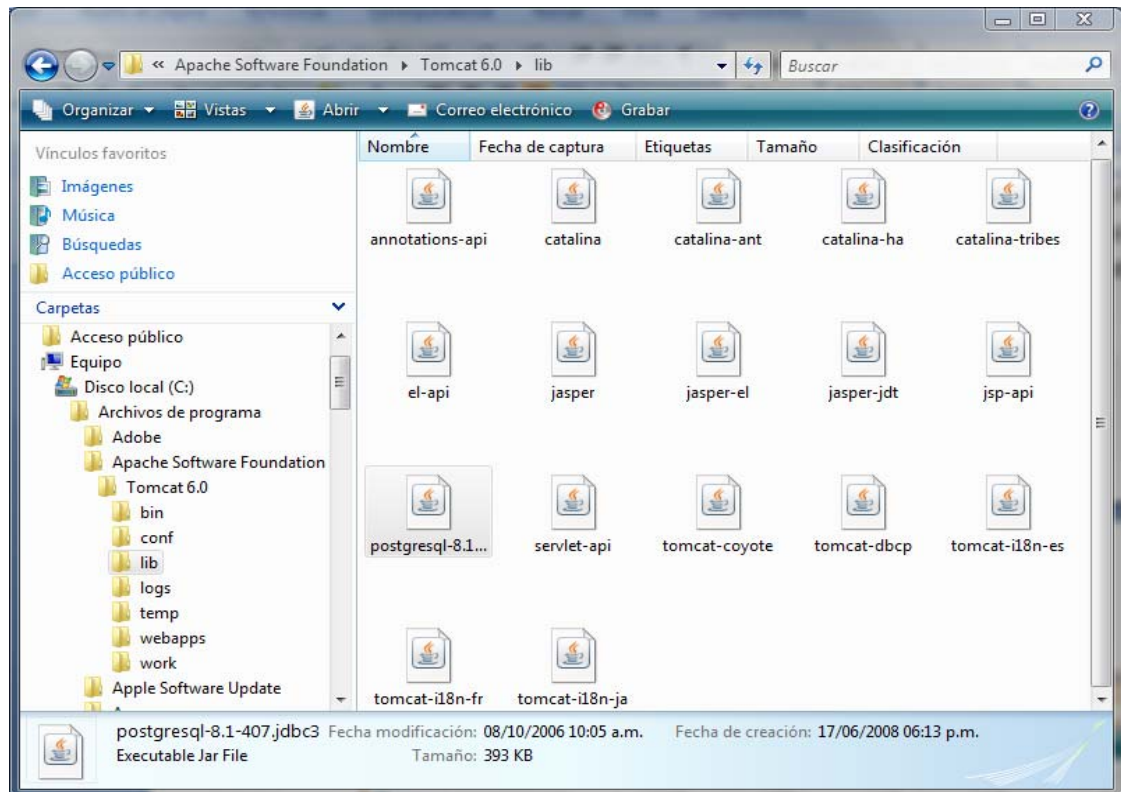 « Apache Software Foundation ▸ Tomcat 6.0 ▸ lib
Buscar
Organizar Vistas Abrir Correo electrónico Grabar
Vínculos favoritos
Imágenes
Música
Búsquedas
Acceso público
Carpetas
Acceso público
Equipo
Disco local (C:)
Archivos de programa
Adobe
Apache Software Foundation
Tomcat 6.0
bin
conf
lib
logs
temp
webapps
work
Apple Software Update
Nombre Fecha de captura Etiquetas Tamaño Clasificación
annotations-api catalina catalina-ant catalina-ha catalina-tribes
el-api jasper jasper-el jasper-jdt jsp-api
postgresql-8.1... servlet-api tomcat-coyote tomcat-dbcp tomcat-i18n-es
tomcat-i18n-fr tomcat-i18n-ja
postgresql-8.1-407.jdbc3 Fecha modificación: 08/10/2006 10:05 a.m. Fecha de creación: 17/06/2008 06:13 p.m.
Executable Jar File Tamaño: 393 KB